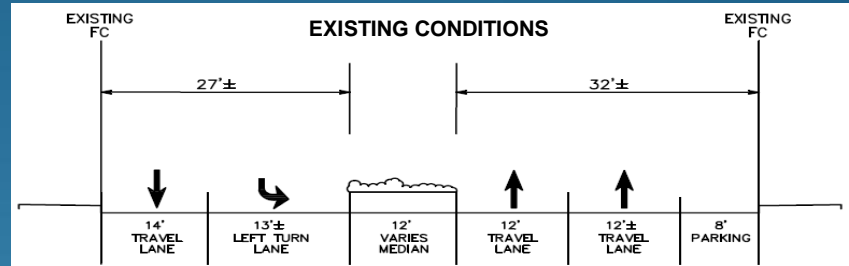 EXISTING
FC
EXISTING CONDITIONS
EXISTING
FC
27'±
32'±
14'
TRAVEL
LANE
13'±
LEFT TURN
LANE
12'
VARIES
MEDIAN
12'
TRAVEL
LANE
12'±
TRAVEL
LANE
8'
PARKING